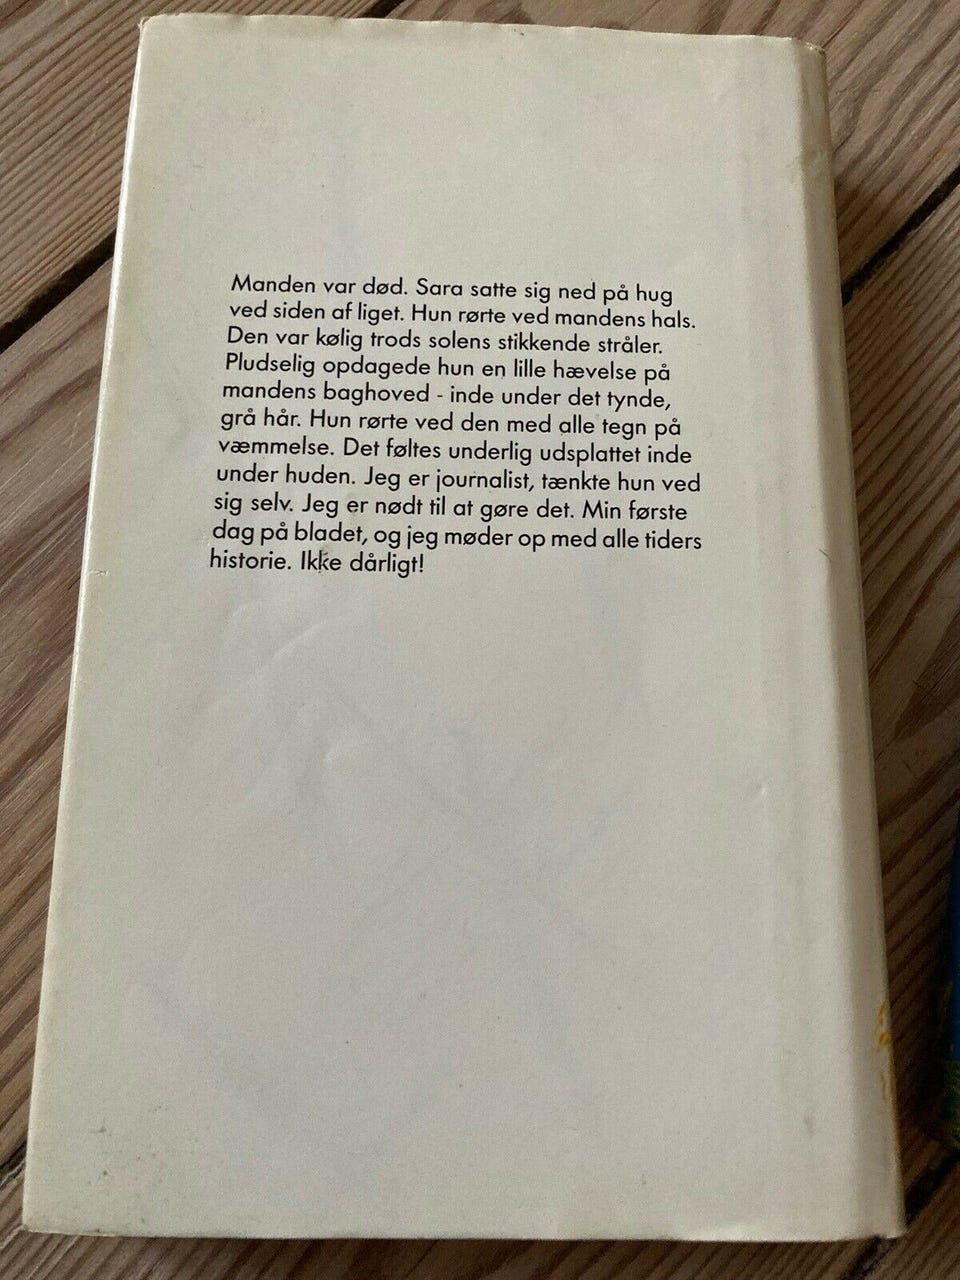 Manden var død. Sara satte sig ned på hug
ved siden af liget. Hun rørte ved mandens hals.
Den var kølig trods solens stikkende stråler.
Pludselig opdagede hun en lille hævelse på
mandens baghoved - inde under det tynde,
grå hår. Hun rørte ved den med alle tegn på
væmmelse. Det føltes underlig udsplattet inde
under huden. Jeg er journalist, tænkte hun ved
sig selv. Jeg er nødt til at gøre det. Min første
dag på bladet, og jeg møder op med alle tiders
historie. Ikke dårligt!